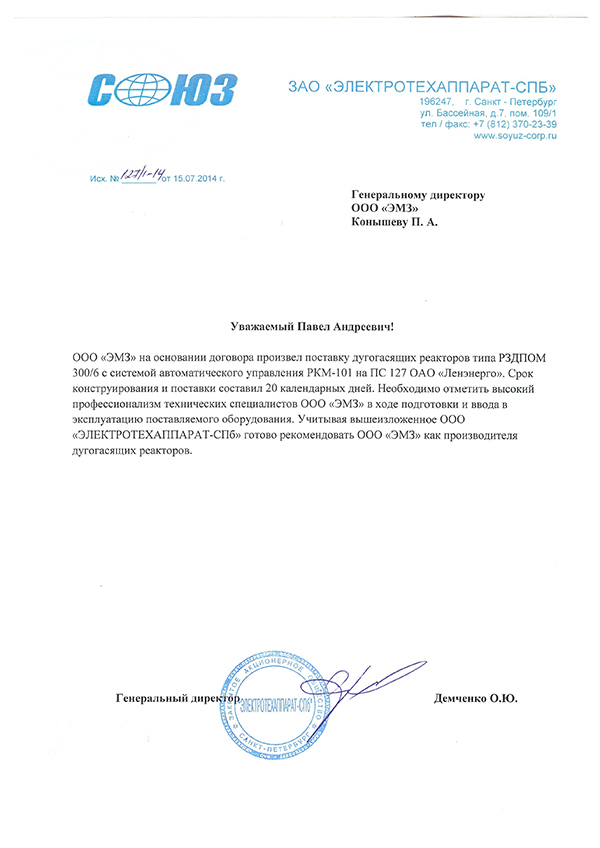 СОЮЗ
ЗАО «ЭЛЕКТРОТЕХАППАРАТ-СПБ»
196247, г. Санкт - Петербург
ул. Бассейная, д.7, пом. 109/1
тел / факс: +7 (812) 370-23-39
www.soyuz-corp.ru
Исх. № 127/1-14 от 15.07.2014 г.
Генеральному директору
ООО «ЭМЗ»
Конышеву П. А.
Уважаемый Павел Андреевич!
ООО «ЭМЗ» на основании договора произвел поставку дугогасящих реакторов типа РЗДПОМ
300/6 с системой автоматического управления РКМ-101 на ПС 127 ОАО «Ленэнерго». Срок
конструирования и поставки составил 20 календарных дней. Необходимо отметить высокий
профессионализм технических специалистов ООО «ЭМЗ» в ходе подготовки и ввода в
эксплуатацию поставляемого оборудования. Учитывая вышеизложенное ООО
«ЭЛЕКТРОТЕХАППАРАТ-СПб» готово рекомендовать ООО «ЭМЗ» как производителя
дугогасящих реакторов.
Генеральный директор
Демченко О.Ю.
ЗАКРЫТОЕ АКЦИОНЕРНОЕ ОБЩЕСТВО
"ЭЛЕКТРОТЕХАППАРАТ-СПб"
САНКТ-ПЕТЕРБУРГ